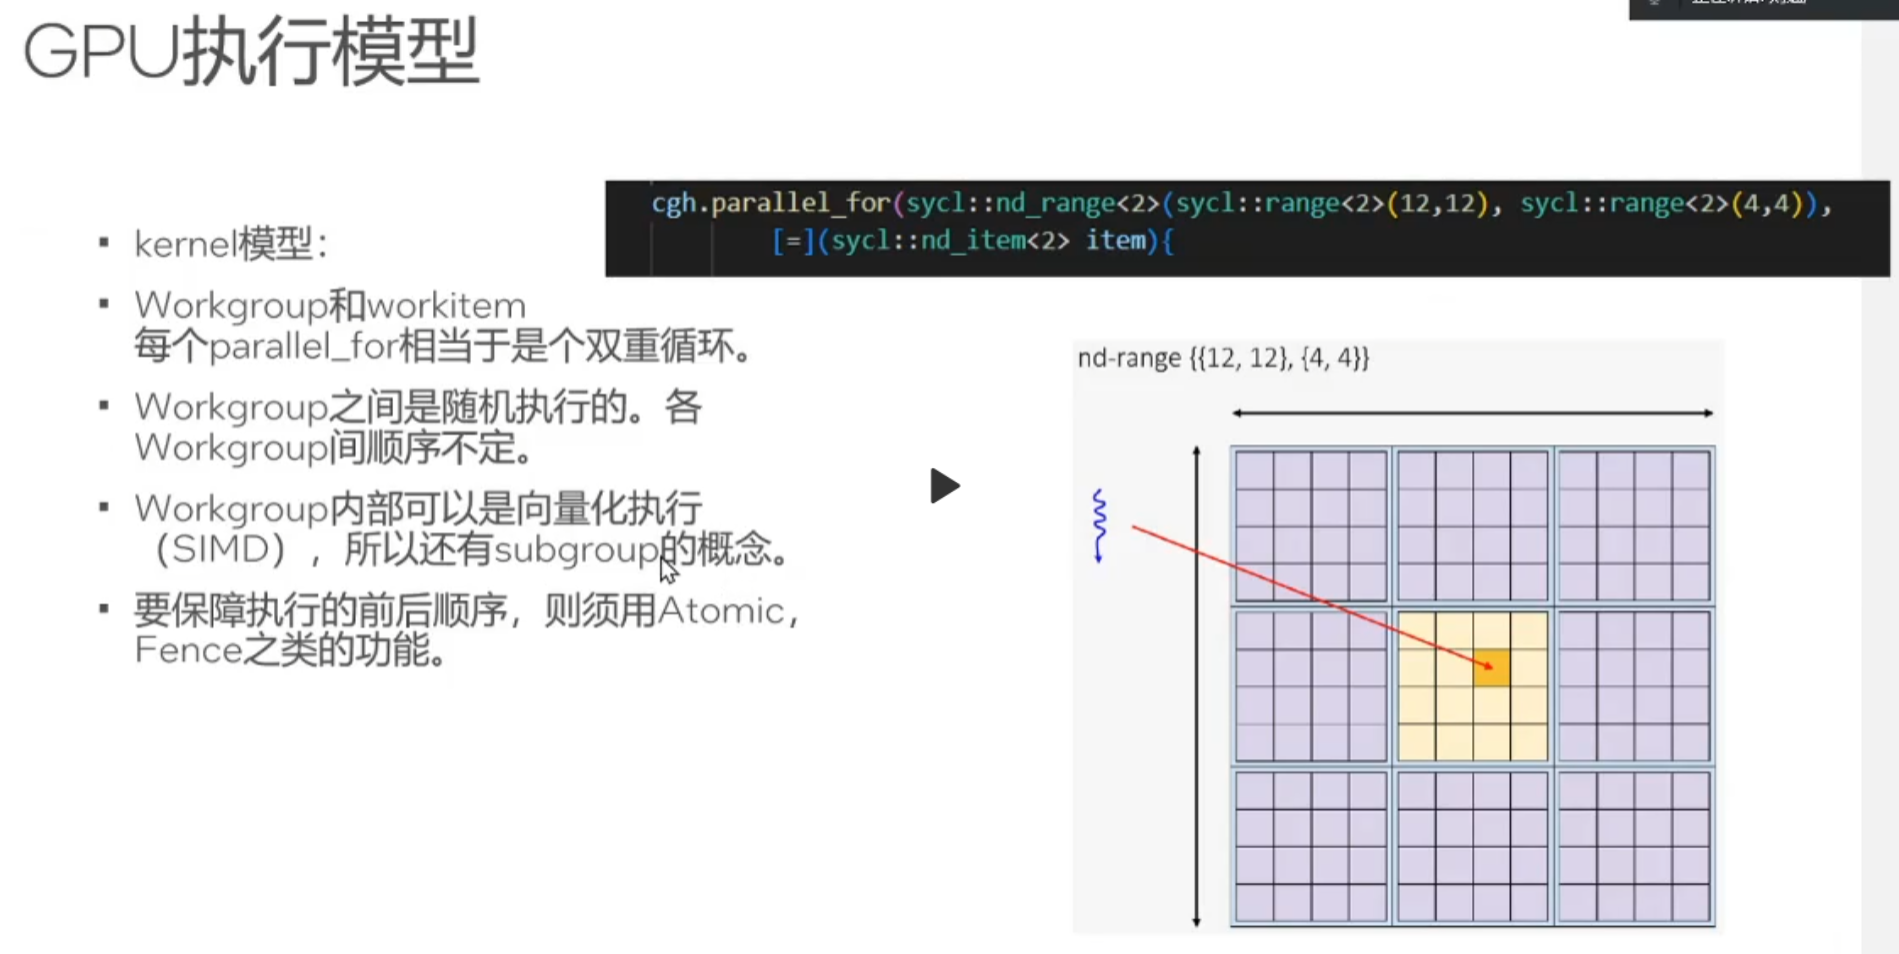 GPU执行模型
kernel模型：
Workgroup和workitem
每个parallel_for相当于是个双重循环。
Workgroup之间是随机执行的。各
Workgroup间顺序不定。
Workgroup内部可以是向量化执行
（SIMD），所以还有subgroup的概念。
要保障执行的前后顺序，则须用Atomic，
Fence之类的功能。
cgh.parallel_for(sycl::nd_range<2>(sycl::range<2>(12,12), sycl::range<2>(4,4)),
[=](sycl::nd_item<2> item){
nd-range {{12, 12}, {4, 4}}